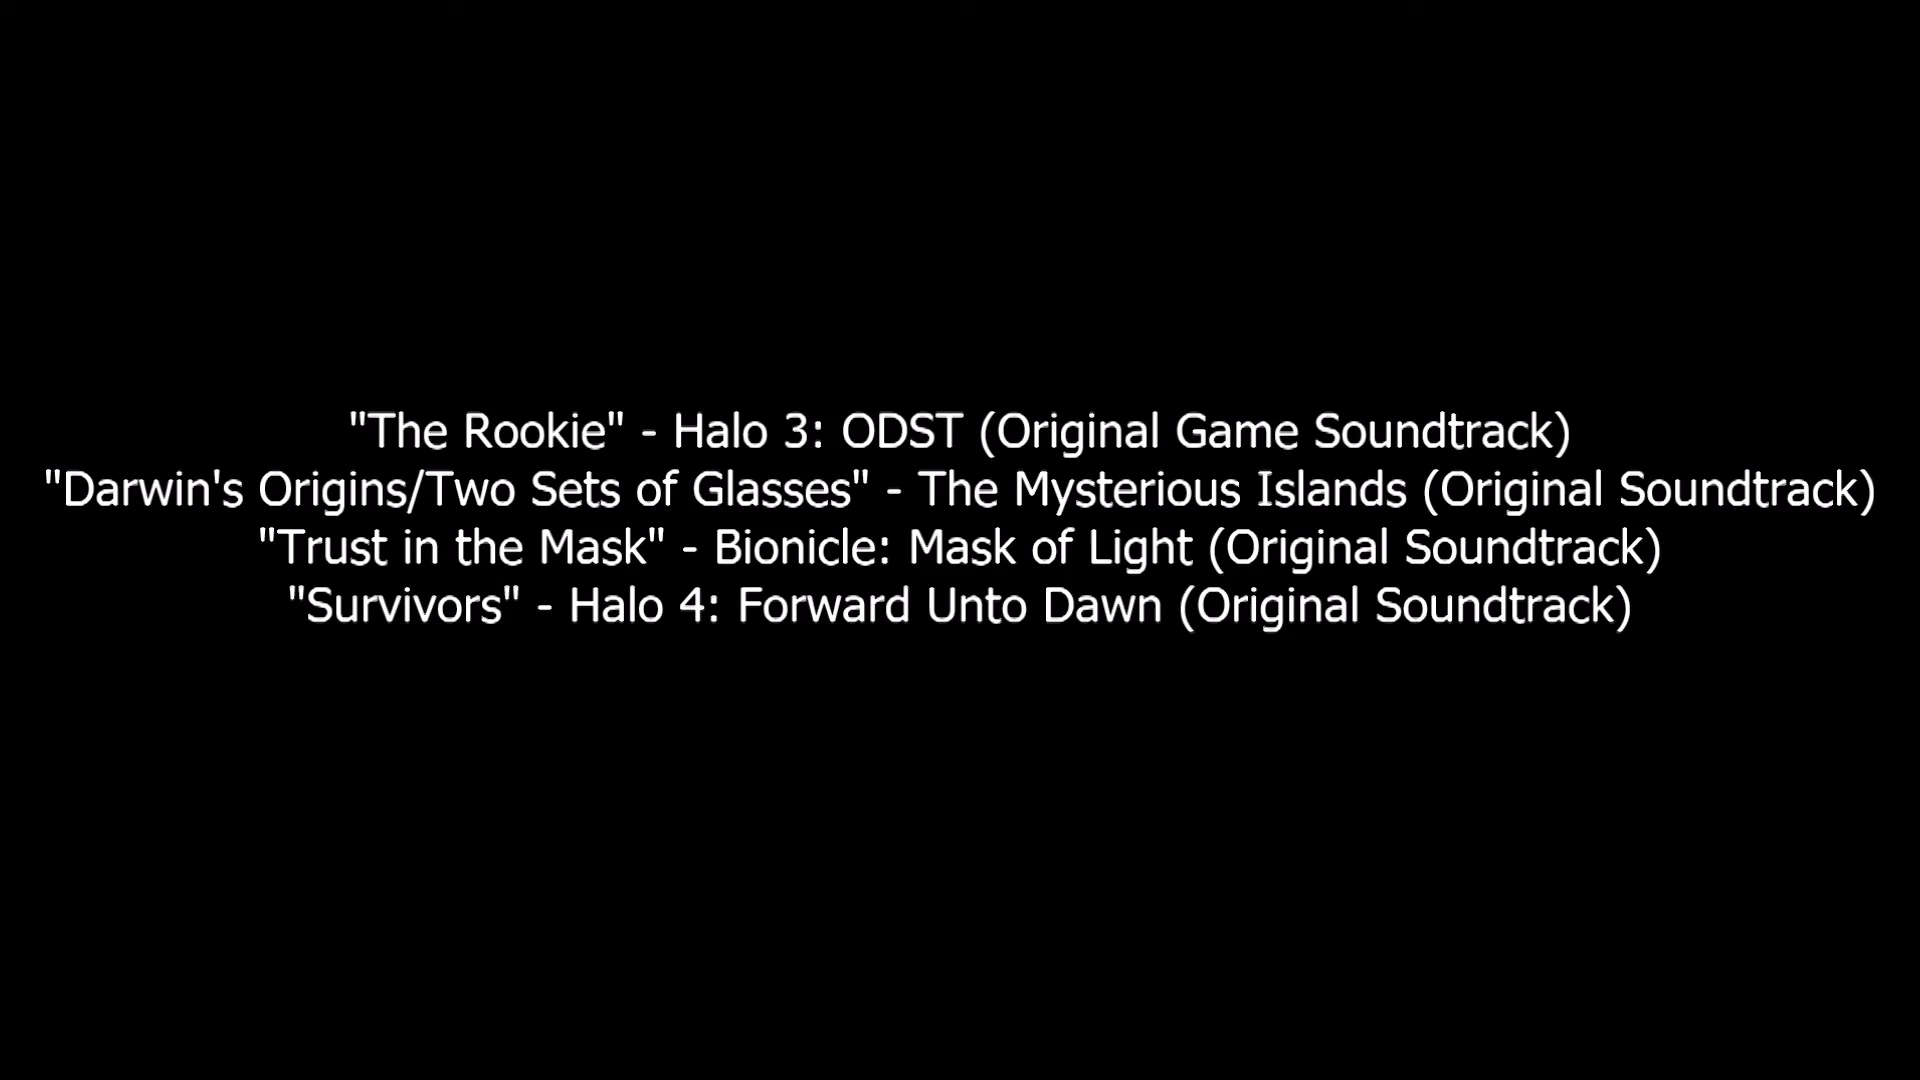 "The Rookie" - Halo 3: ODST (Original Game Soundtrack)
"Darwin's Origins/Two Sets of Glasses" - The Mysterious Islands (Original Soundtrack)
"Trust in the Mask" - Bionicle: Mask of Light (Original Soundtrack)
"Survivors" - Halo 4: Forward Unto Dawn (Original Soundtrack)